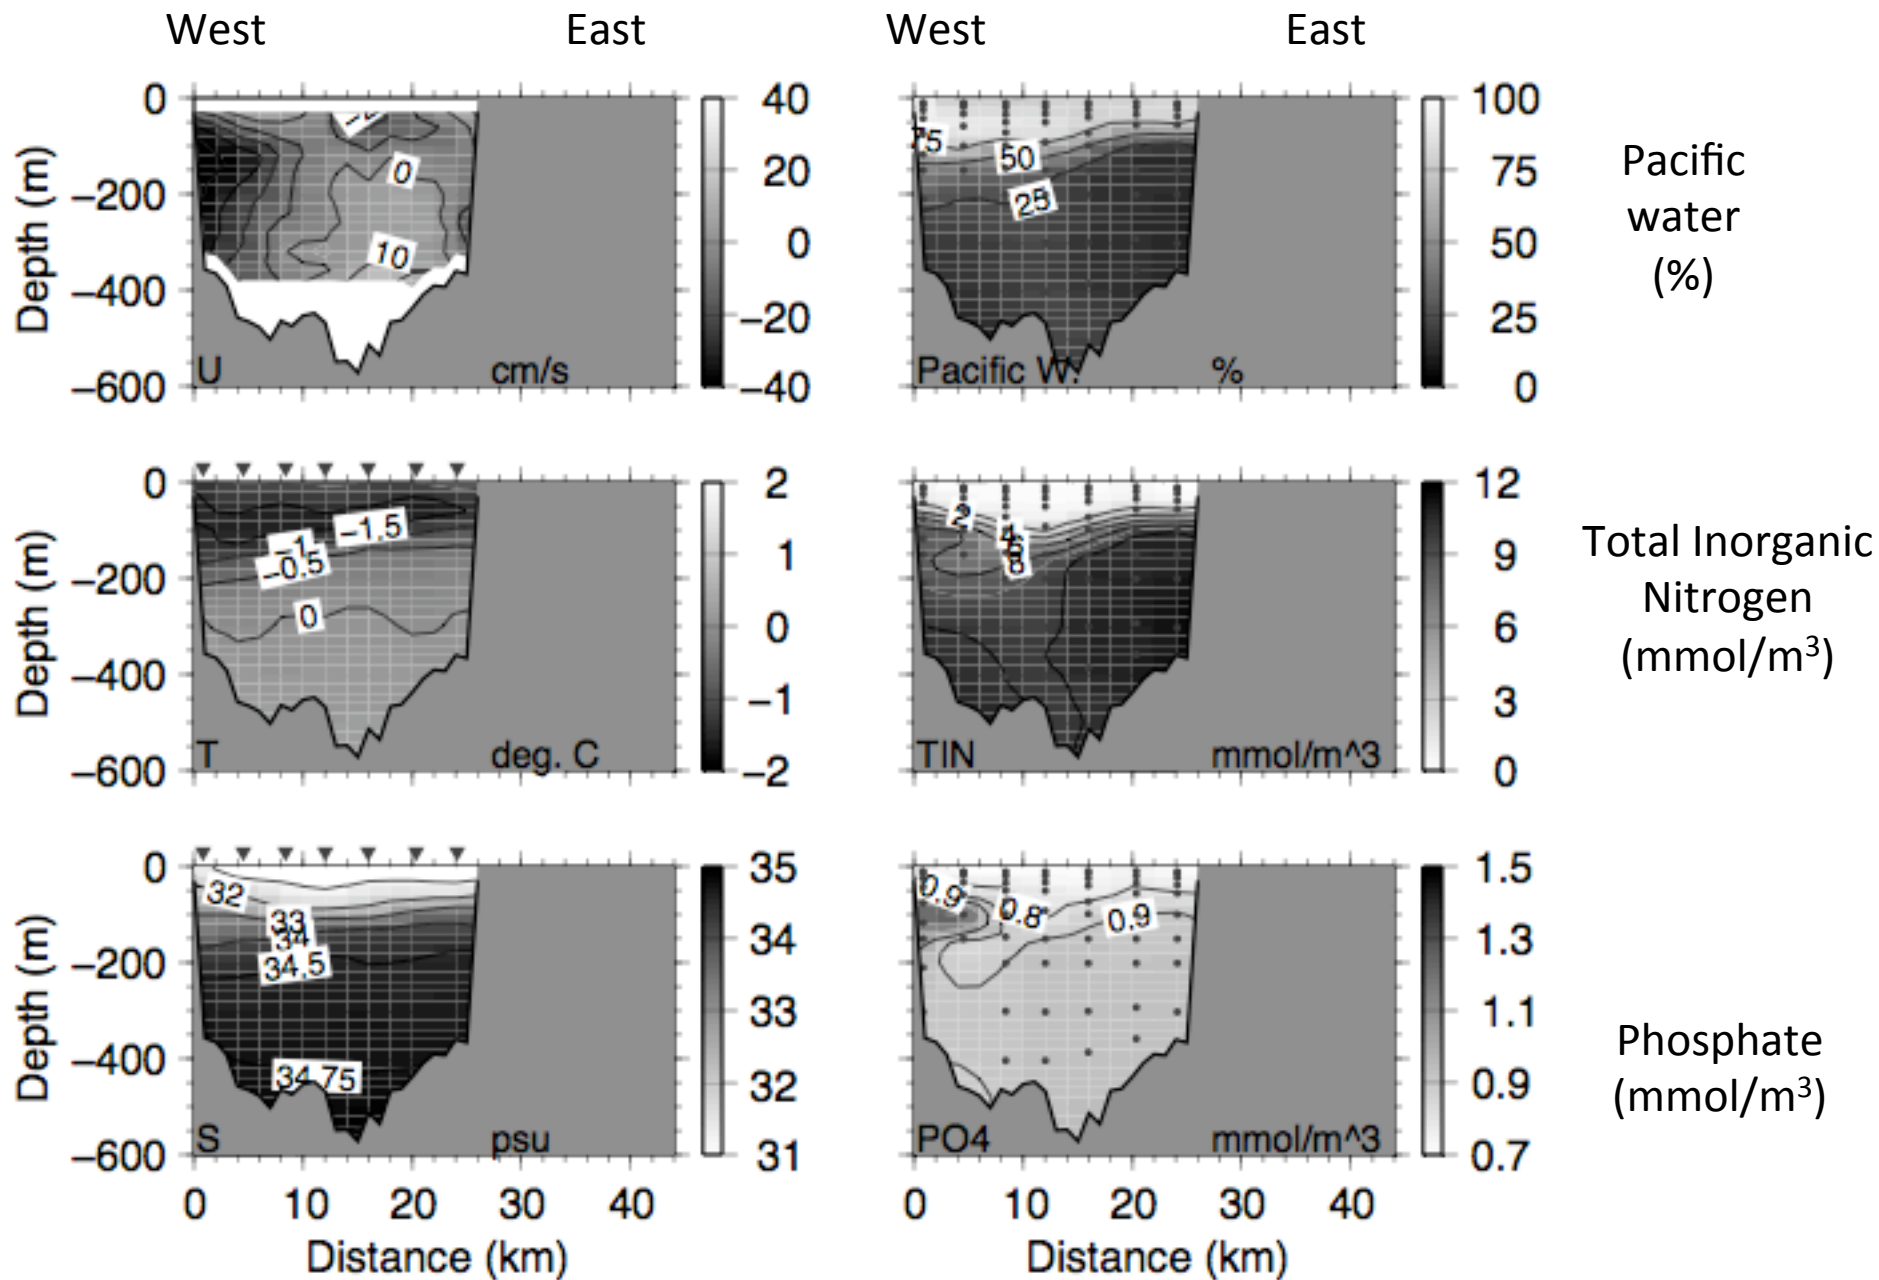 West East West East
0 40 0 100
−200 20 75
−400 0 50
−600 −20 25
−40 0
Depth (m)
0
10
U cm/s
75
50
25
Pacific W. %
Pacific
water
(%)
0 2 12
−200 1 9
−400 0 6
−600 −1 3
−2 0
Depth (m)
−1.5
−1
−0.5
0
T deg. C
2
4
6
8
TIN mmol/m^3
Total Inorganic
Nitrogen
(mmol/m³)
0 35 1.5
−200 34 1.3
−400 33 1.1
−600 32 0.9
31 0.7
Depth (m)
32
33
34
34.5
34.75
S psu
0.9 0.8 0.9
PO4 mmol/m^3
Phosphate
(mmol/m³)
0 10 20 30 40 0 10 20 30 40
Distance (km) Distance (km)